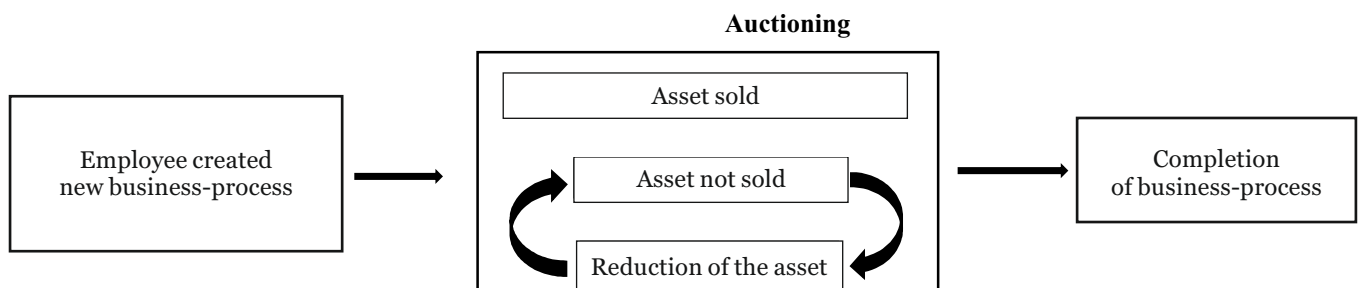 Auctioning
Asset sold
Employee created
new business-process
Asset not sold
Reduction of the asset
Completion
of business-process